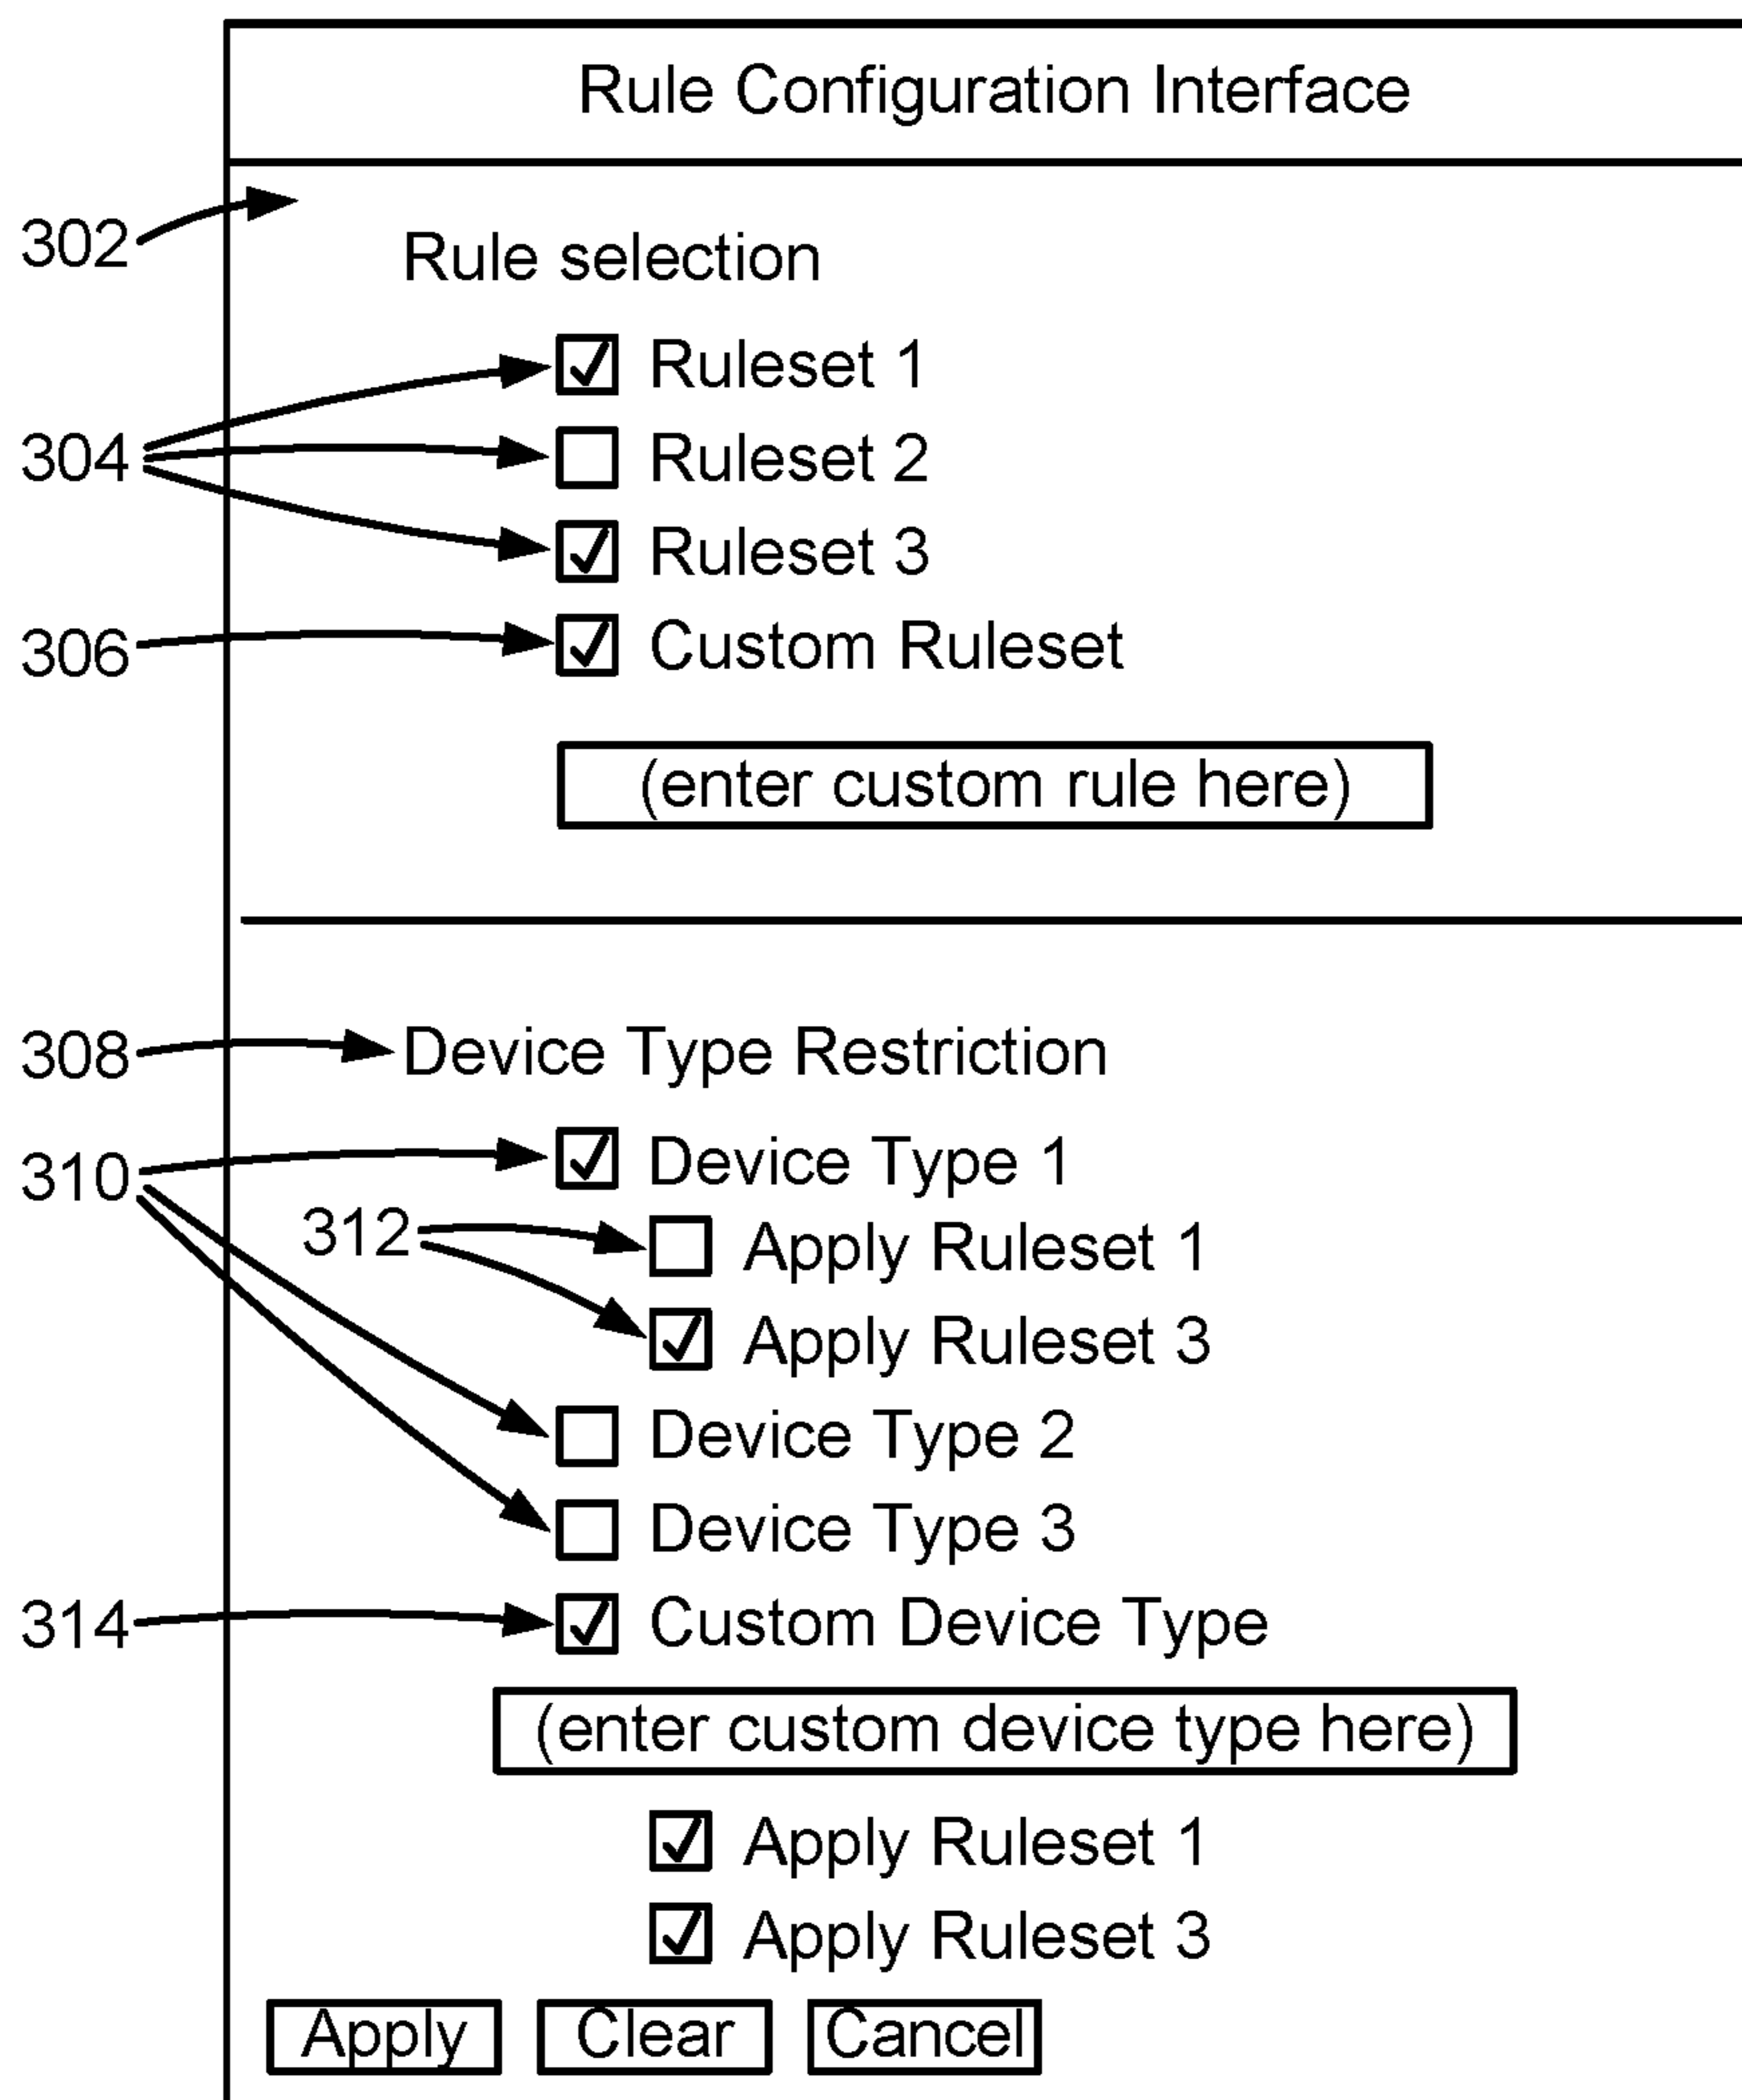 Rule Configuration Interface
302
Rule selection
Ruleset 1
304
Ruleset 2
Ruleset 3
306
Custom Ruleset
(enter custom rule here)
308
Device Type Restriction
310
Device Type 1
312
Apply Ruleset 1
Apply Ruleset 3
Device Type 2
Device Type 3
314
Custom Device Type
(enter custom device type here)
Apply Ruleset 1
Apply Ruleset 3
Apply
Clear
Cancel